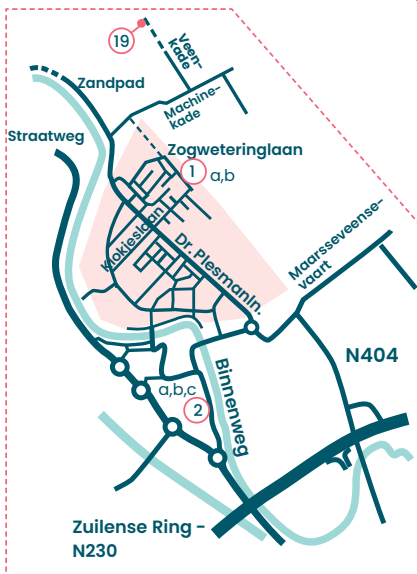 19
Veen-
kade
Zandpad
Machine-
kade
Straatweg
Zogweteringlaan
1 a,b
Klokjeslaan
Dr. Plesmanln.
Maarsseveense-
vaart
N404
Binnenweg
a,b,c
2
Zuilense Ring -
N230